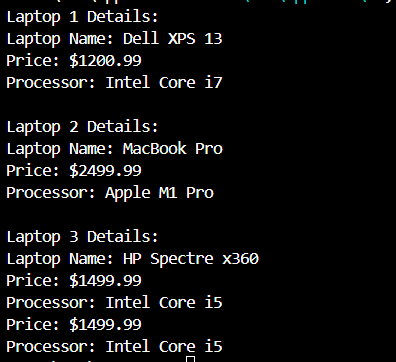 Laptop 1 Details:
Laptop Name: Dell XPS 13
Price: $1200.99
Processor: Intel Core i7

Laptop 2 Details:
Laptop Name: MacBook Pro
Price: $2499.99
Processor: Apple M1 Pro

Laptop 3 Details:
Laptop Name: HP Spectre x360
Price: $1499.99
Processor: Intel Core i5
Price: $1499.99
Processor: Intel Core i5